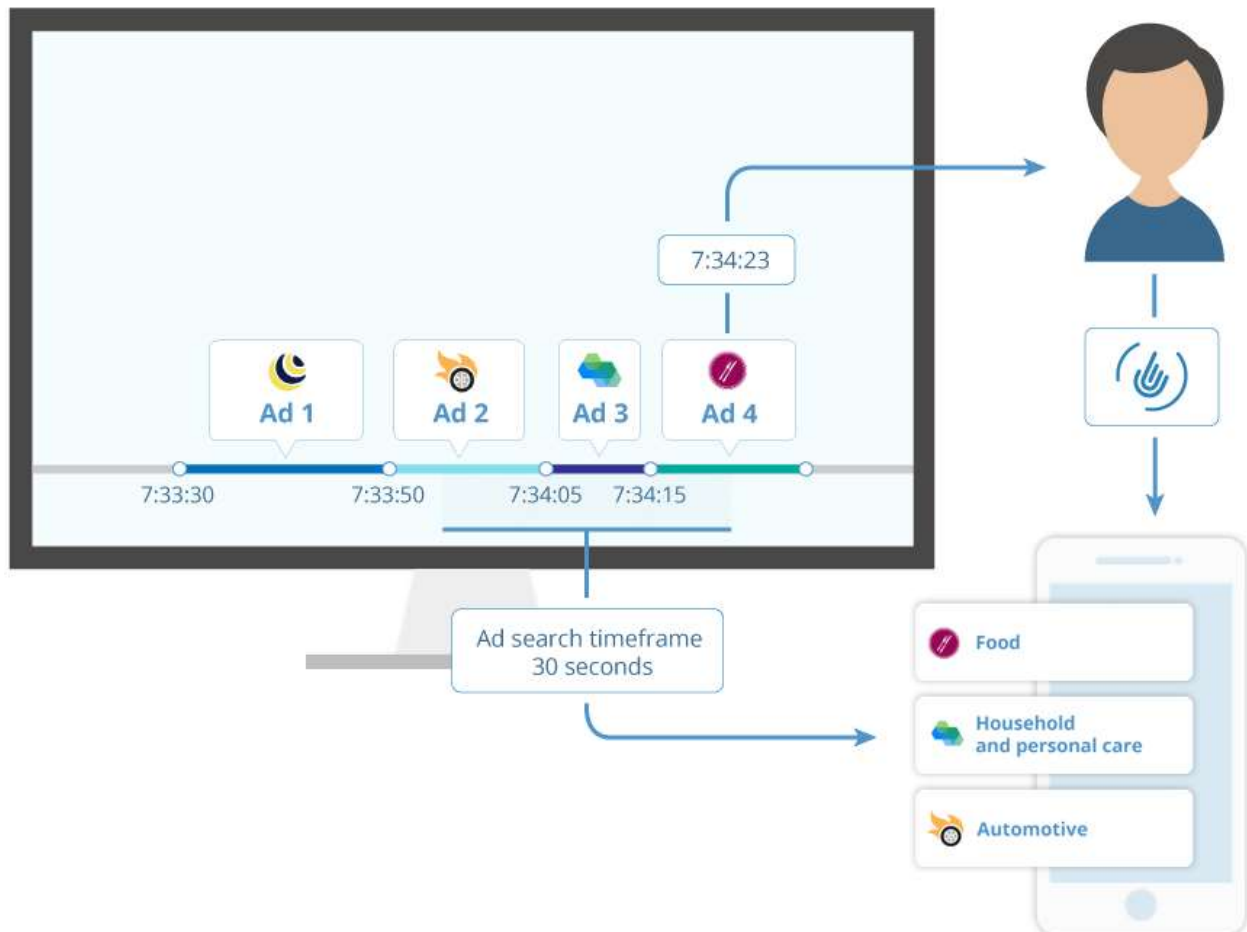 7:34:23
Ad 1
Ad 2
Ad 3
Ad 4
7:33:30
7:33:50
7:34:05
7:34:15
Ad search timeframe
30 seconds
Food
Household
and personal care
Automotive